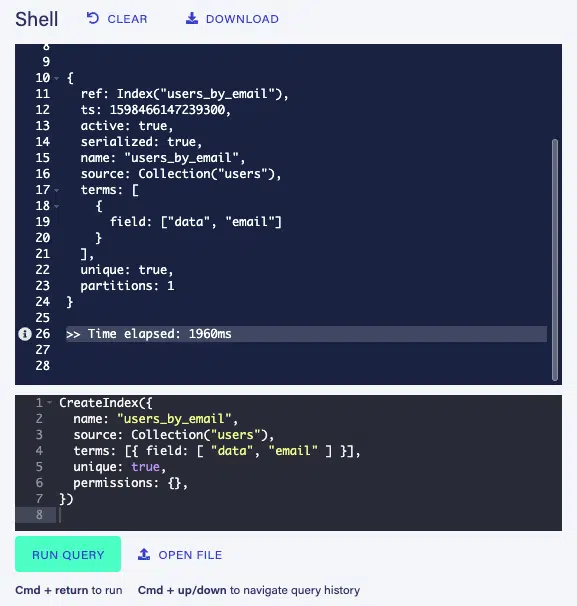 Shell CLEAR DOWNLOAD
8
9
10 {
11 ref: Index("users_by_email"),
12 ts: 1598466147239300,
13 active: true,
14 serialized: true,
15 name: "users_by_email",
16 source: Collection("users"),
17 terms: [
18 {
19 field: ["data", "email"]
20 }
21 ],
22 unique: true,
23 partitions: 1
24 }
25
26 >> Time elapsed: 1960ms
27
28
1 CreateIndex({
2 name: "users_by_email",
3 source: Collection("users"),
4 terms: [{ field: [ "data", "email" ] }],
5 unique: true,
6 permissions: {},
7 })
8
RUN QUERY OPEN FILE
Cmd + return to run Cmd + up/down to navigate query history